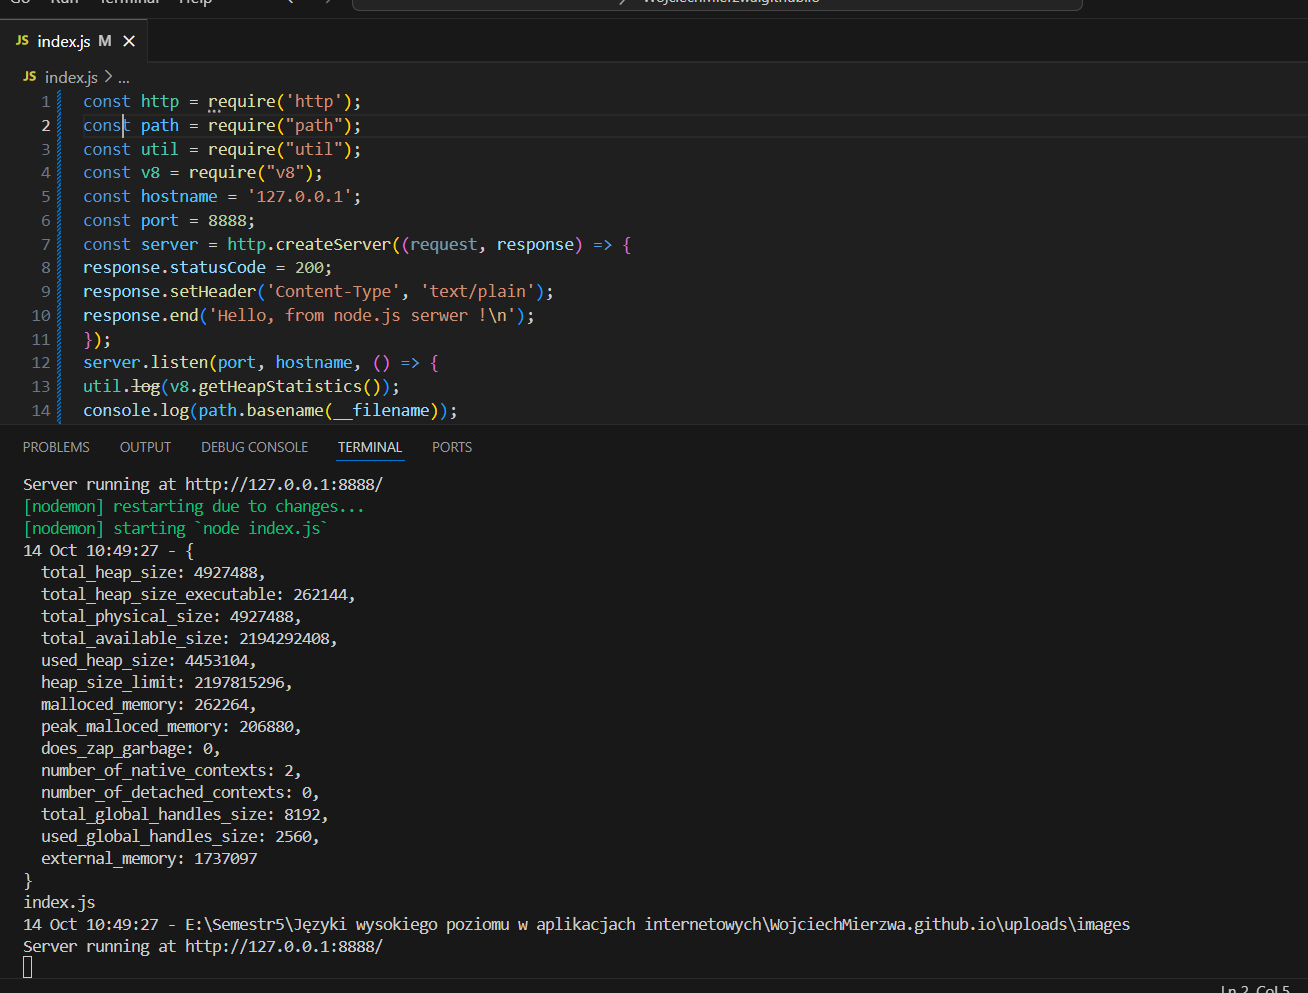 Go Run Terminal Help
WojciechMierzwa.github.io
JS index.js M ×
JS index.js > ...
1 const http = require('http');
2 const path = require("path");
3 const util = require("util");
4 const v8 = require("v8");
5 const hostname = '127.0.0.1';
6 const port = 8888;
7 const server = http.createServer((request, response) => {
8 response.statusCode = 200;
9 response.setHeader('Content-Type', 'text/plain');
10 response.end('Hello, from node.js serwer !\n');
11 });
12 server.listen(port, hostname, () => {
13 util.log(v8.getHeapStatistics());
14 console.log(path.basename(__filename));
PROBLEMS OUTPUT DEBUG CONSOLE TERMINAL PORTS
Server running at http://127.0.0.1:8888/
[nodemon] restarting due to changes...
[nodemon] starting `node index.js`
14 Oct 10:49:27 - {
total_heap_size: 4927488,
total_heap_size_executable: 262144,
total_physical_size: 4927488,
total_available_size: 2194292408,
used_heap_size: 4453104,
heap_size_limit: 2197815296,
malloced_memory: 262264,
peak_malloced_memory: 206880,
does_zap_garbage: 0,
number_of_native_contexts: 2,
number_of_detached_contexts: 0,
total_global_handles_size: 8192,
used_global_handles_size: 2560,
external_memory: 1737097
}
index.js
14 Oct 10:49:27 - E:\Semestr5\Języki wysokiego poziomu w aplikacjach internetowych\WojciechMierzwa.github.io\uploads\images
Server running at http://127.0.0.1:8888/
Ln 2, Col 5